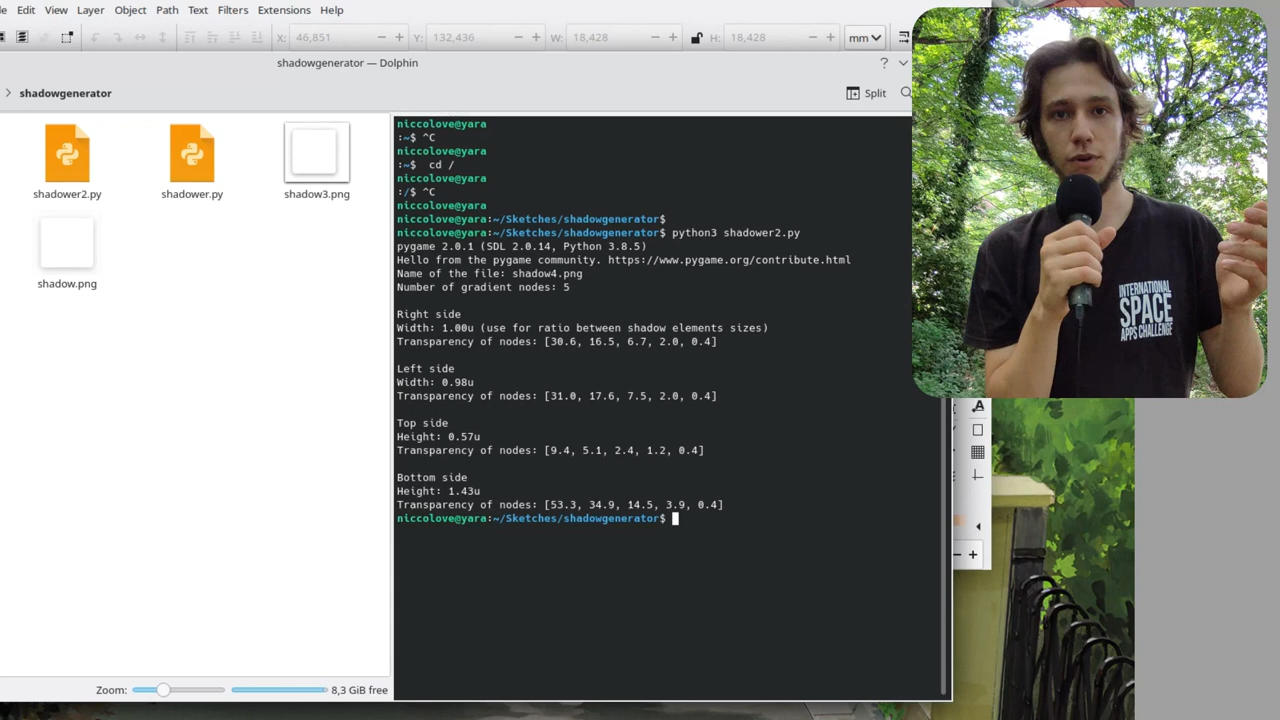 Edit View Layer Object Path Text Filters Extensions Help
X: Y: 132,436 W: 18,428 H: 18,428 mm
shadowgenerator — Dolphin
shadowgenerator
Split
shadower2.py
shadower.py
shadow3.png
shadow.png
Zoom:
8,3 GiB free
niccolove@yara
:~$ ^C
niccolove@yara
:~$ cd /
niccolove@yara
:/$ ^C
niccolove@yara
niccolove@yara:~/Sketches/shadowgenerator$
niccolove@yara:~/Sketches/shadowgenerator$ python3 shadower2.py
pygame 2.0.1 (SDL 2.0.14, Python 3.8.5)
Hello from the pygame community. https://www.pygame.org/contribute.html
Name of the file: shadow4.png
Number of gradient nodes: 5
Right side
Width: 1.00u (use for ratio between shadow elements sizes)
Transparency of nodes: [30.6, 16.5, 6.7, 2.0, 0.4]
Left side
Width: 0.98u
Transparency of nodes: [31.0, 17.6, 7.5, 2.0, 0.4]
Top side
Height: 0.57u
Transparency of nodes: [9.4, 5.1, 2.4, 1.2, 0.4]
Bottom side
Height: 1.43u
Transparency of nodes: [53.3, 34.9, 14.5, 3.9, 0.4]
niccolove@yara:~/Sketches/shadowgenerator$
INTERNATIONAL
SPACE
APPS CHALLENGE